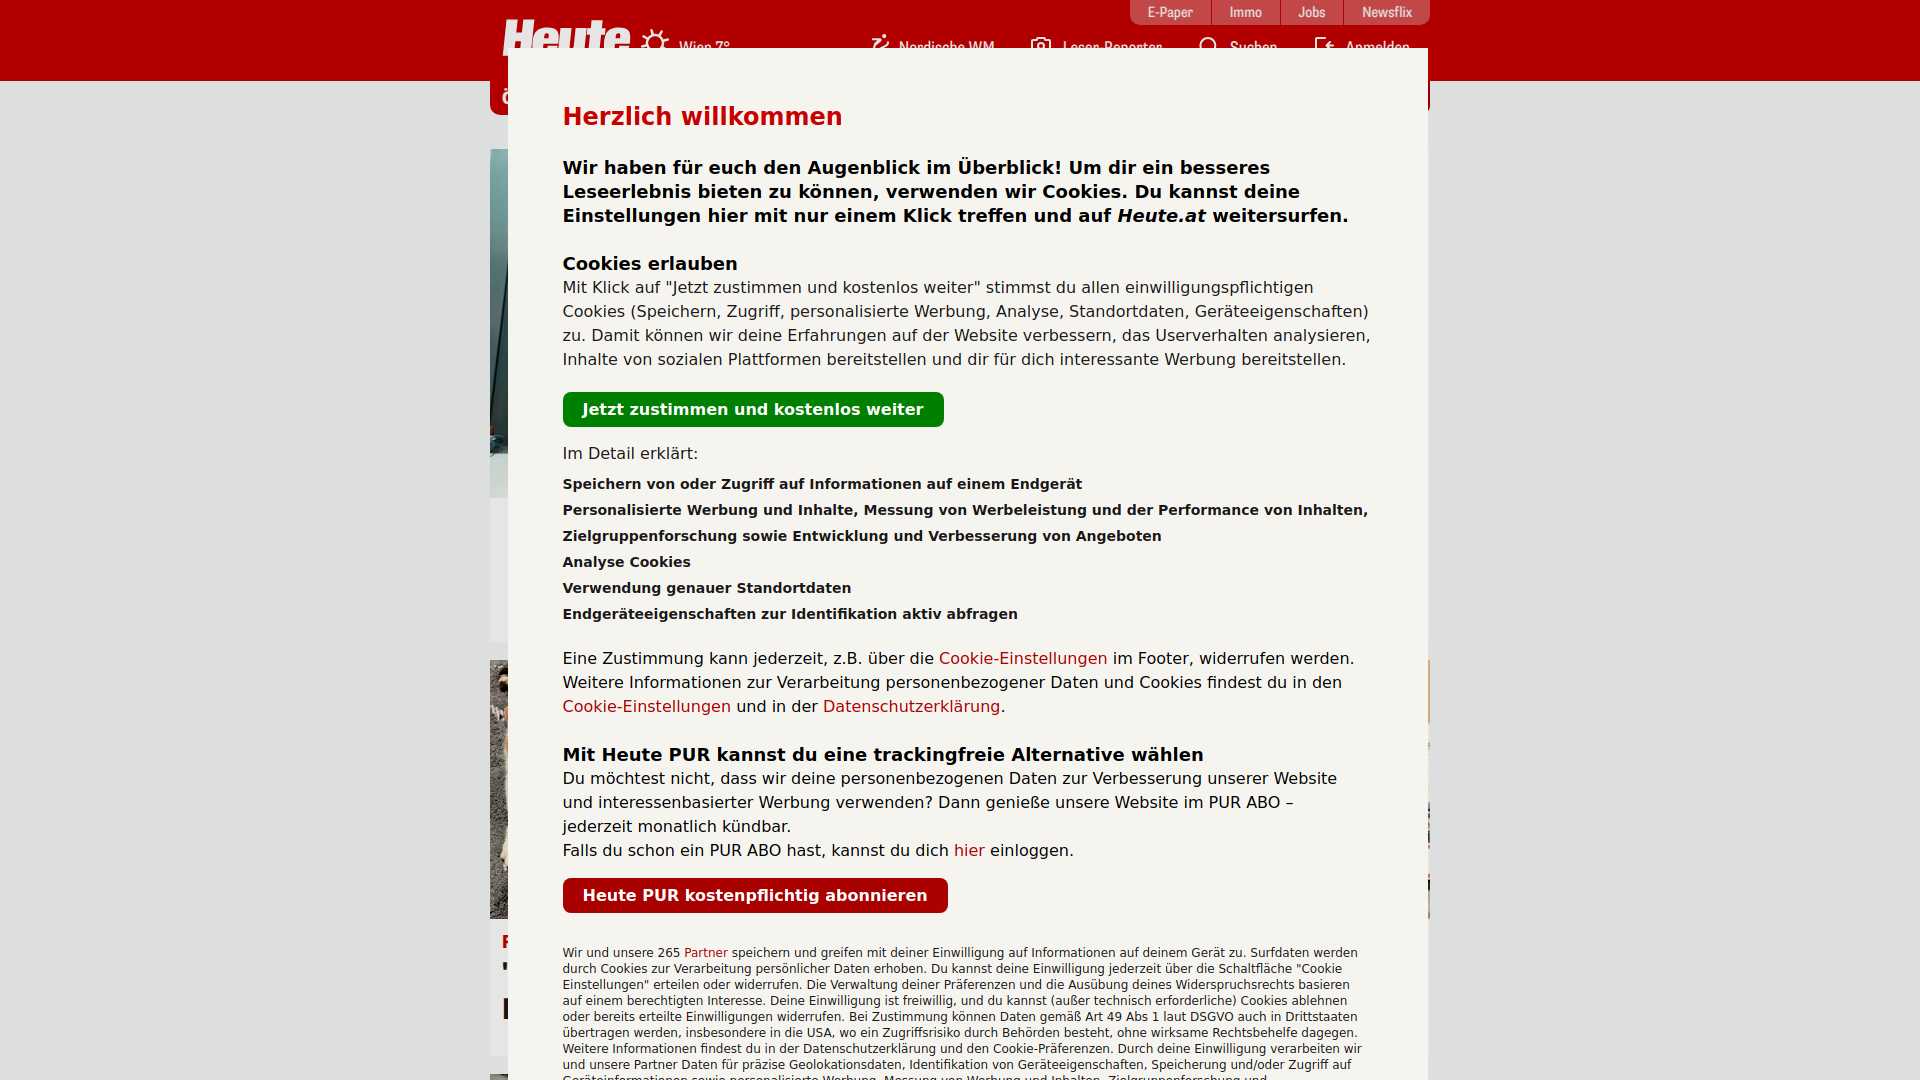 E-Paper Immo Jobs Newsflix
Heute Wien 7° Nordische WM Leser-Reporter Suchen Anmelden
Herzlich willkommen
Wir haben für euch den Augenblick im Überblick! Um dir ein besseres
Leseerlebnis bieten zu können, verwenden wir Cookies. Du kannst deine
Einstellungen hier mit nur einem Klick treffen und auf Heute.at weitersurfen.
Cookies erlauben
Mit Klick auf "Jetzt zustimmen und kostenlos weiter" stimmst du allen einwilligungspflichtigen
Cookies (Speichern, Zugriff, personalisierte Werbung, Analyse, Standortdaten, Geräteeigenschaften)
zu. Damit können wir deine Erfahrungen auf der Website verbessern, das Userverhalten analysieren,
Inhalte von sozialen Plattformen bereitstellen und dir für dich interessante Werbung bereitstellen.
Jetzt zustimmen und kostenlos weiter
Im Detail erklärt:
Speichern von oder Zugriff auf Informationen auf einem Endgerät
Personalisierte Werbung und Inhalte, Messung von Werbeleistung und der Performance von Inhalten,
Zielgruppenforschung sowie Entwicklung und Verbesserung von Angeboten
Analyse Cookies
Verwendung genauer Standortdaten
Endgeräteeigenschaften zur Identifikation aktiv abfragen
Eine Zustimmung kann jederzeit, z.B. über die Cookie-Einstellungen im Footer, widerrufen werden.
Weitere Informationen zur Verarbeitung personenbezogener Daten und Cookies findest du in den
Cookie-Einstellungen und in der Datenschutzerklärung.
Mit Heute PUR kannst du eine trackingfreie Alternative wählen
Du möchtest nicht, dass wir deine personenbezogenen Daten zur Verbesserung unserer Website
und interessenbasierter Werbung verwenden? Dann genieße unsere Website im PUR ABO –
jederzeit monatlich kündbar.
Falls du schon ein PUR ABO hast, kannst du dich hier einloggen.
Heute PUR kostenpflichtig abonnieren
Wir und unsere 265 Partner speichern und greifen mit deiner Einwilligung auf Informationen auf deinem Gerät zu. Surfdaten werden
durch Cookies zur Verarbeitung persönlicher Daten erhoben. Du kannst deine Einwilligung jederzeit über die Schaltfläche "Cookie
Einstellungen" erteilen oder widerrufen. Die Verwaltung deiner Präferenzen und die Ausübung deines Widerspruchsrechts basieren
auf einem berechtigten Interesse. Deine Einwilligung ist freiwillig, und du kannst (außer technisch erforderliche) Cookies ablehnen
oder bereits erteilte Einwilligungen widerrufen. Bei Zustimmung können Daten gemäß Art 49 Abs 1 laut DSGVO auch in Drittstaaten
übertragen werden, insbesondere in die USA, wo ein Zugriffsrisiko durch Behörden besteht, ohne wirksame Rechtsbehelfe dagegen.
Weitere Informationen findest du in der Datenschutzerklärung und den Cookie-Präferenzen. Durch deine Einwilligung verarbeiten wir
und unsere Partner Daten für präzise Geolokationsdaten, Identifikation von Geräteeigenschaften, Speicherung und/oder Zugriff auf
Geräteinformationen sowie personalisierte Werbung, Messung von Werbung und Inhalten, Zielgruppenforschung und